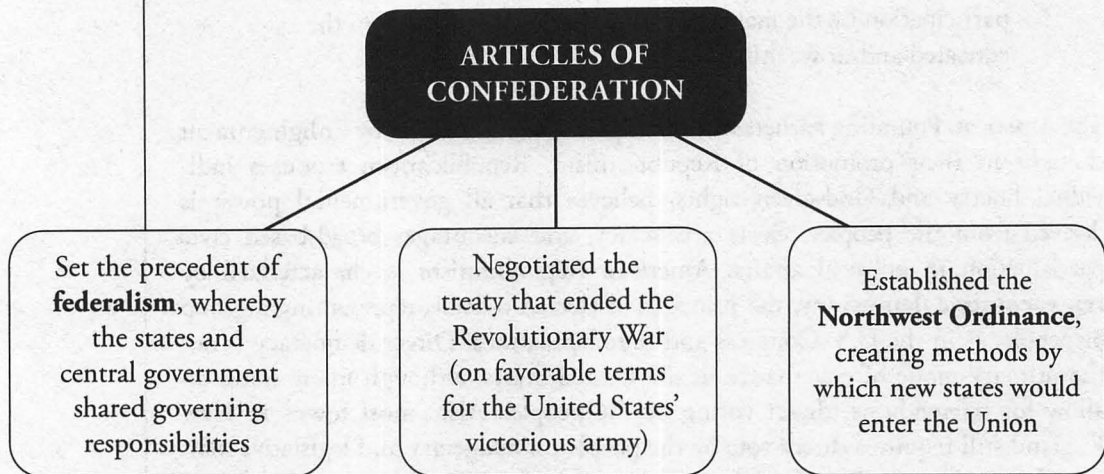 ARTICLES OF
CONFEDERATION
Set the precedent of
federalism, whereby
the states and
central government
shared governing
responsibilities
Negotiated the
treaty that ended the
Revolutionary War
(on favorable terms
for the United States’
victorious army)
Established the
Northwest Ordinance,
creating methods by
which new states would
enter the Union